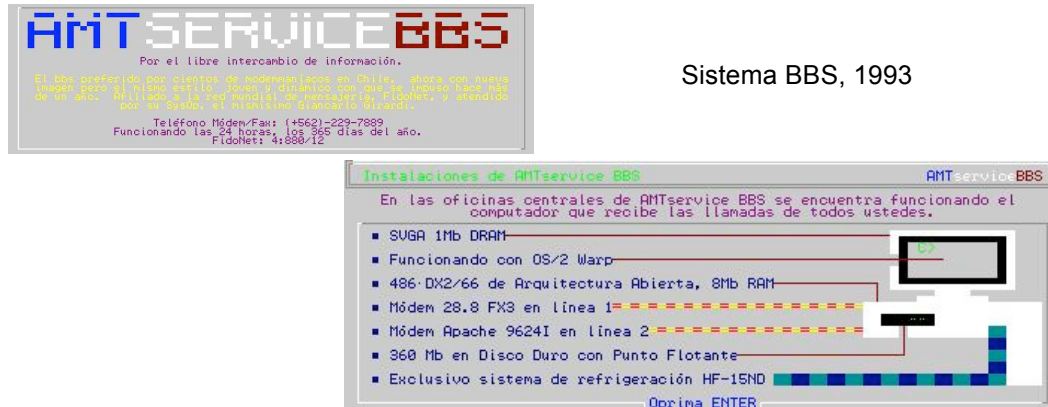 AMTSERVICEBBS
Por el libre intercambio de información.
El bbs preferido por cientos de modemmaníacos en Chile, ahora con nueva
imagen pero el mismo estilo joven y dinámico con que se impuso hace más
de un año. Afiliado a la red mundial de mensajería, FidoNet, y atendido
por su SysOp, el mismísimo Giancarlo Girardi.
Teléfono Módem/Fax: (+562)-229-7889
Funcionando las 24 horas, los 365 días del año.
FidoNet: 4:880/12
Sistema BBS, 1993
Instalaciones de AMTservice BBS
AMTserviceBBS
En las oficinas centrales de AMTservice BBS se encuentra funcionando el
computador que recibe las llamadas de todos ustedes.
SVGA 1Mb DRAM
C>
Funcionando con OS/2 Warp
486-DX2/66 de Arquitectura Abierta, 8Mb RAM
Módem 28.8 FX3 en línea 1
Módem Apache 9624I en línea 2
360 Mb en Disco Duro con Punto Flotante
Exclusivo sistema de refrigeración HF-15ND
Oprima ENTER